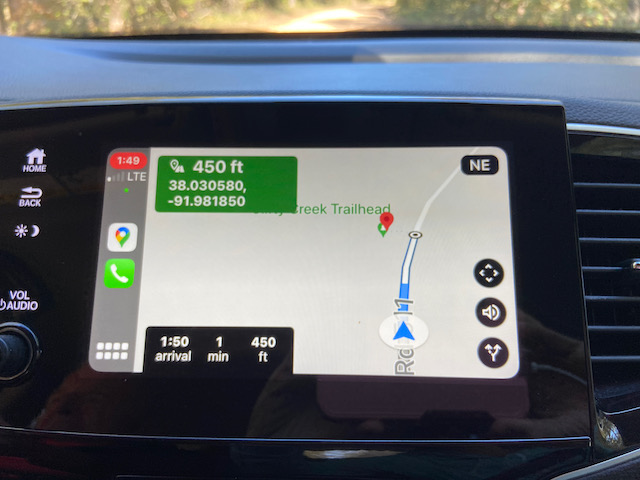 HOME
BACK
VOL
AUDIO
1:49
LTE
450 ft
38.030580,
-91.981850
Creek Trailhead
NE
1:50 1 450
arrival min ft